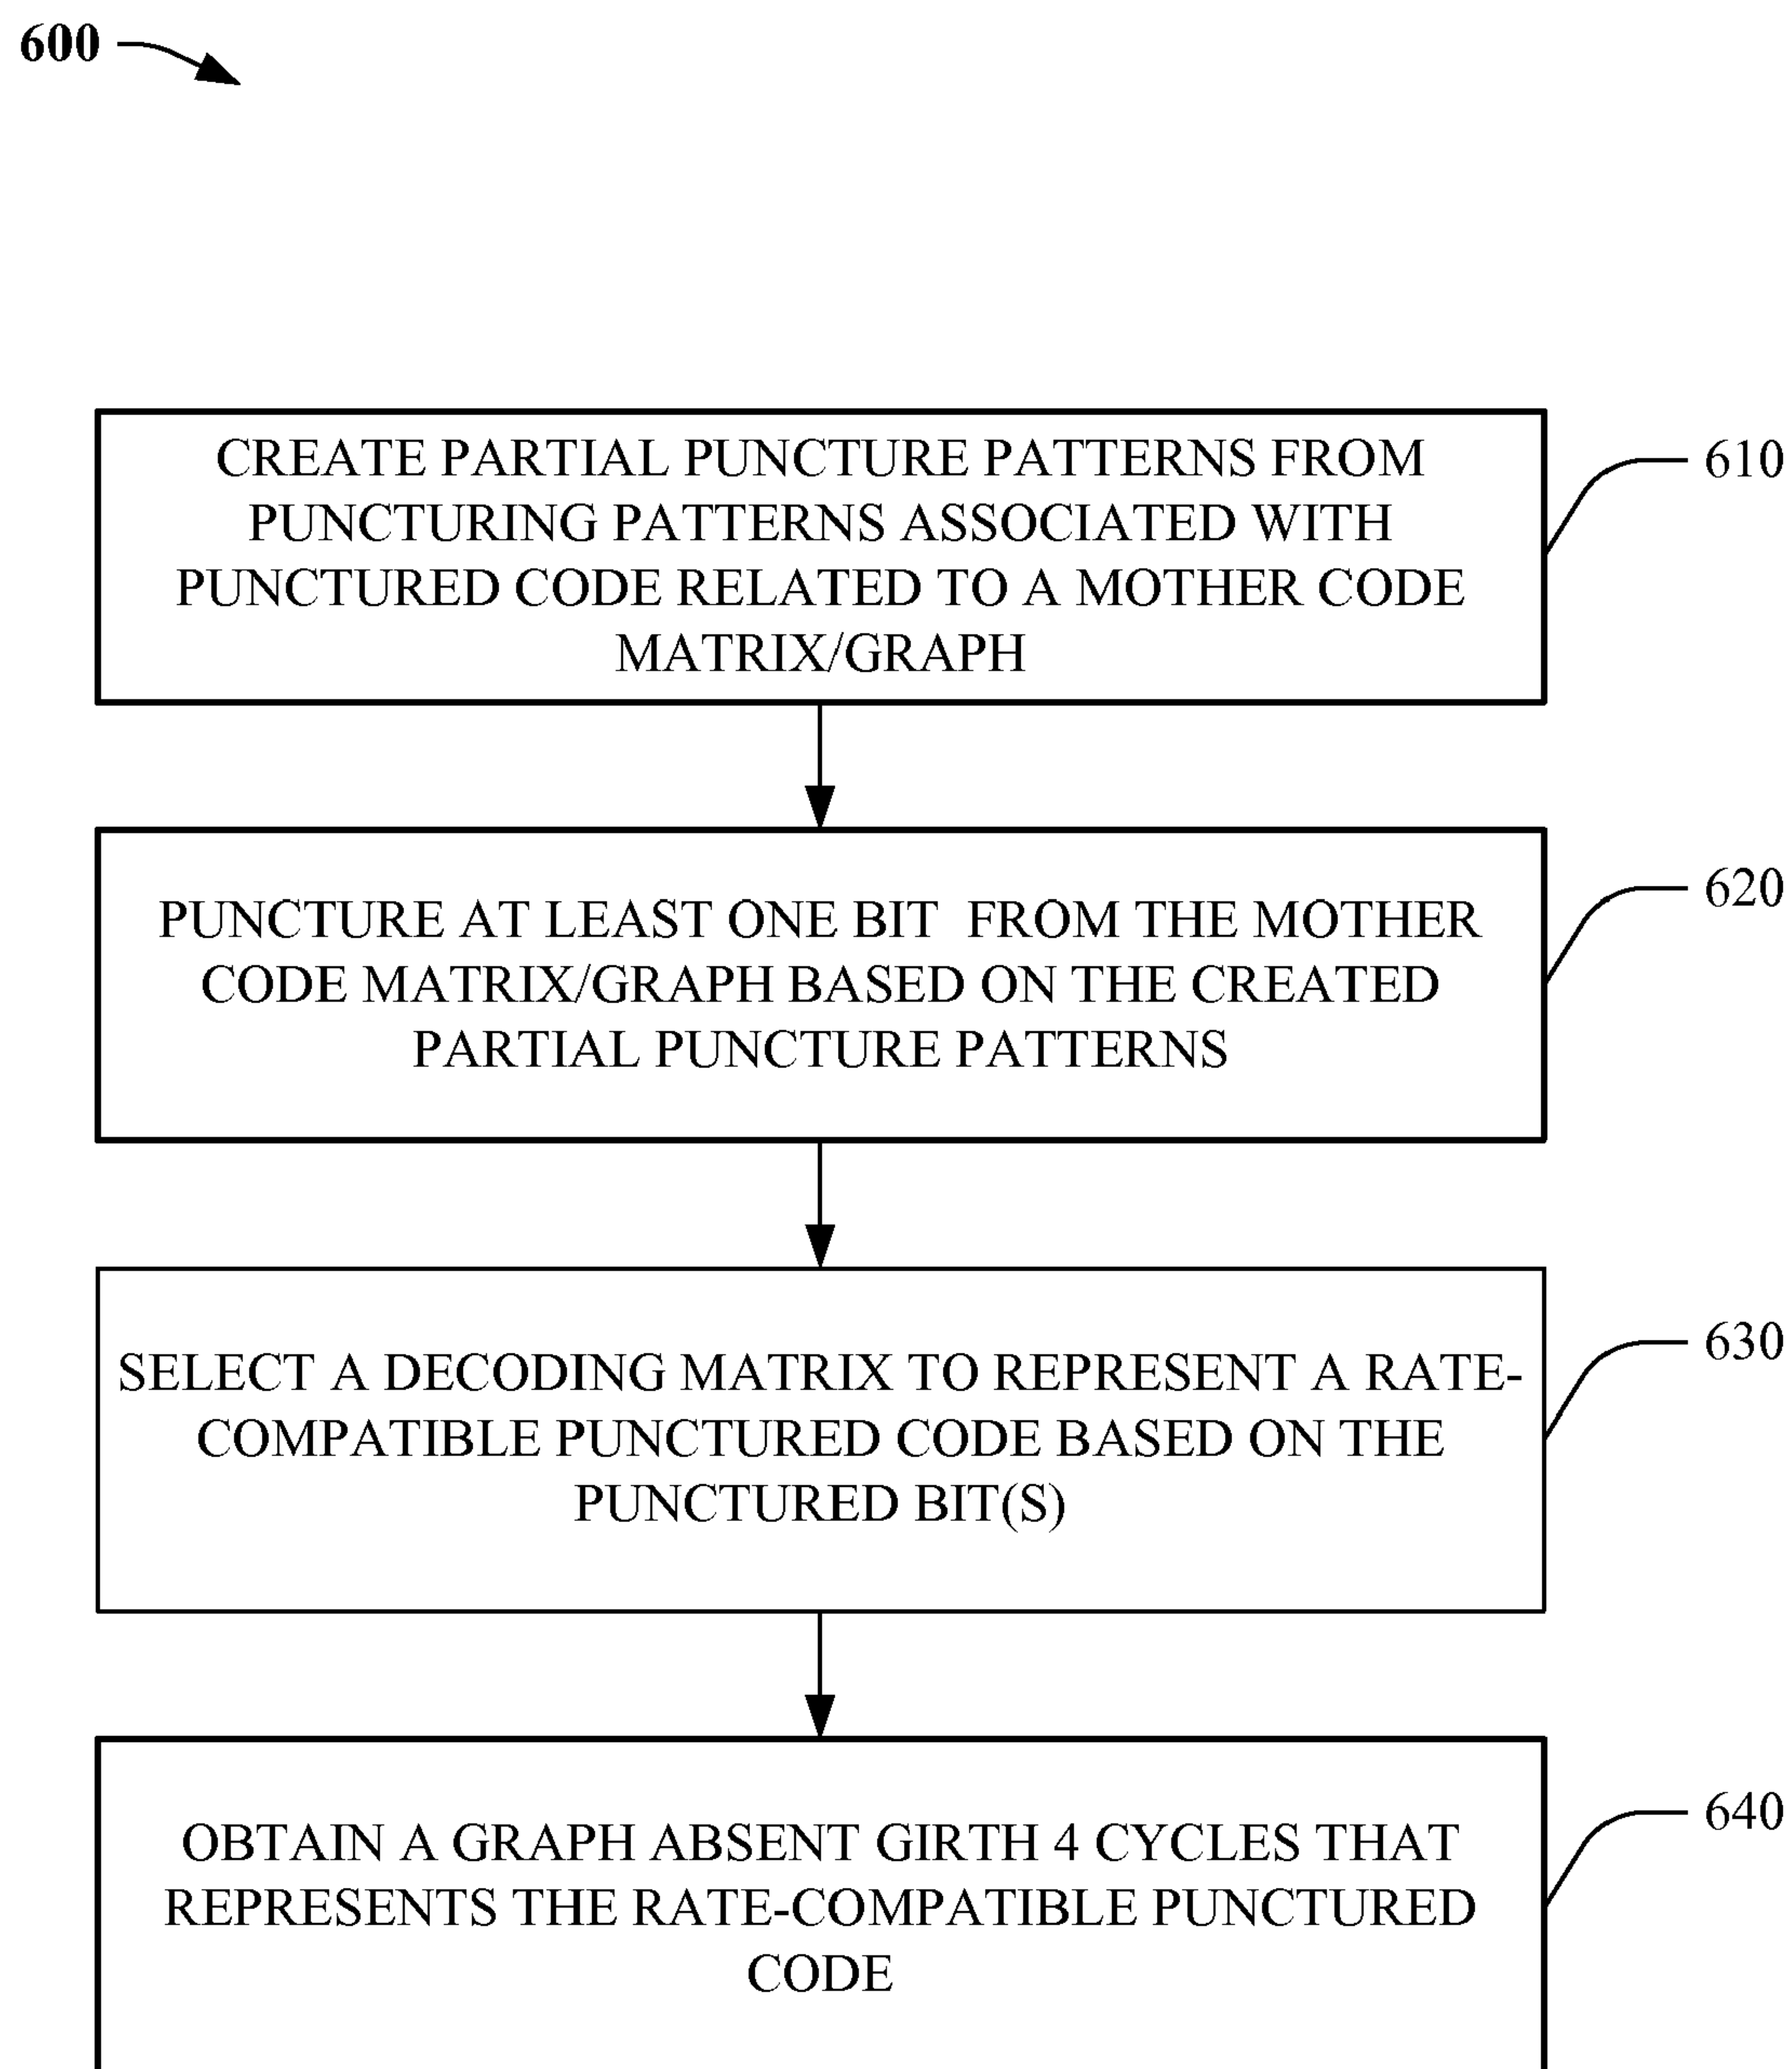 600
CREATE PARTIAL PUNCTURE PATTERNS FROM
PUNCTURING PATTERNS ASSOCIATED WITH
PUNCTURED CODE RELATED TO A MOTHER CODE
MATRIX/GRAPH
610
PUNCTURE AT LEAST ONE BIT FROM THE MOTHER
CODE MATRIX/GRAPH BASED ON THE CREATED
PARTIAL PUNCTURE PATTERNS
620
SELECT A DECODING MATRIX TO REPRESENT A RATE-
COMPATIBLE PUNCTURED CODE BASED ON THE
PUNCTURED BIT(S)
630
OBTAIN A GRAPH ABSENT GIRTH 4 CYCLES THAT
REPRESENTS THE RATE-COMPATIBLE PUNCTURED
CODE
640